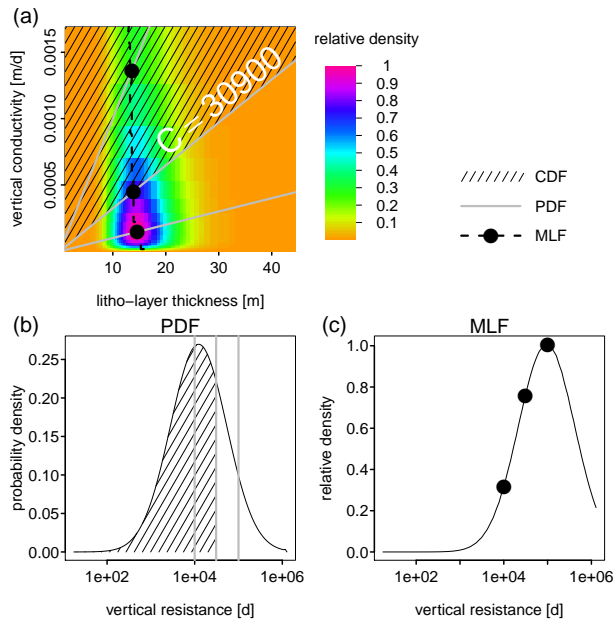 (a)
relative density
vertical conductivity [m/d]
0.0005 0.0010 0.0015
C = 30900
1
0.9
0.8
0.7
0.6
0.5
0.4
0.3
0.2
0.1
10 20 30 40
litho−layer thickness [m]
CDF
PDF
MLF
(b) PDF
probability density
0.25
0.20
0.15
0.10
0.05
0.00
1e+02 1e+04 1e+06
vertical resistance [d]
(c) MLF
relative density
1.0
0.8
0.6
0.4
0.2
0.0
1e+02 1e+04 1e+06
vertical resistance [d]